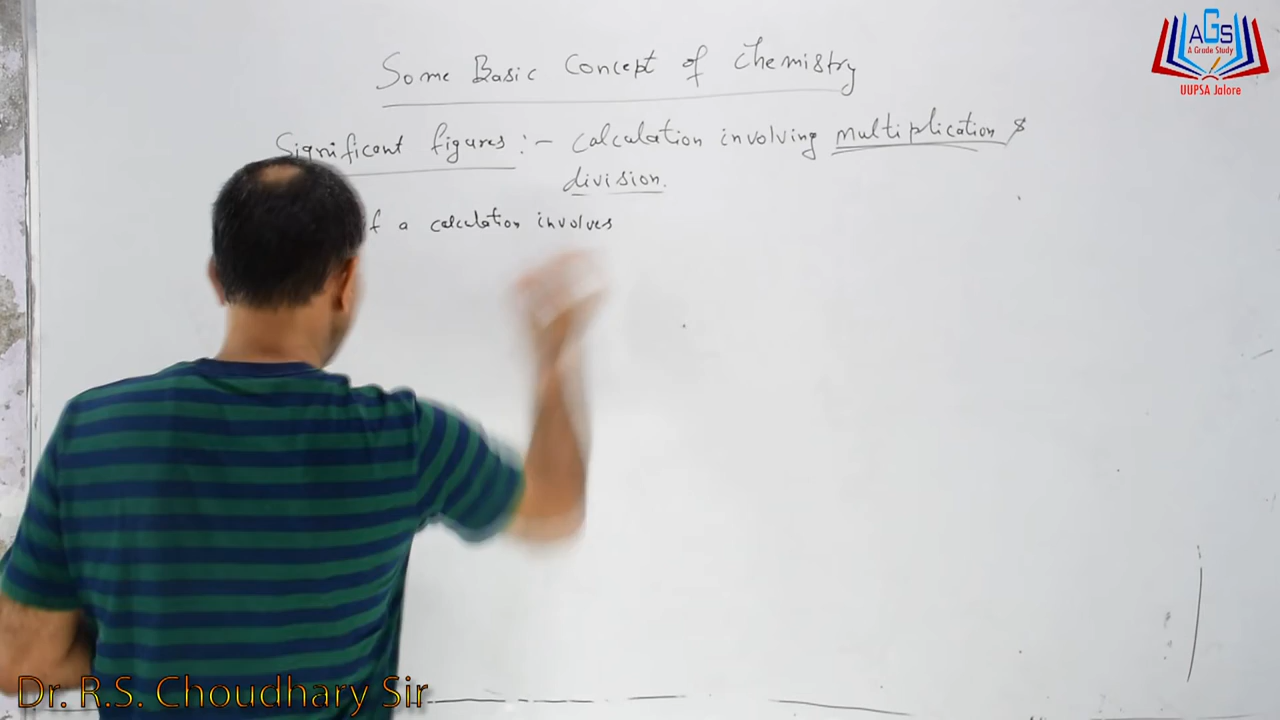 Some Basic Concept of chemistry
Significant figures :- calculation involving multiplication &
division.
f a calculation involves
AGS
A Grade Study
UUPSA Jalore
Dr. R.S. Choudhary Sir